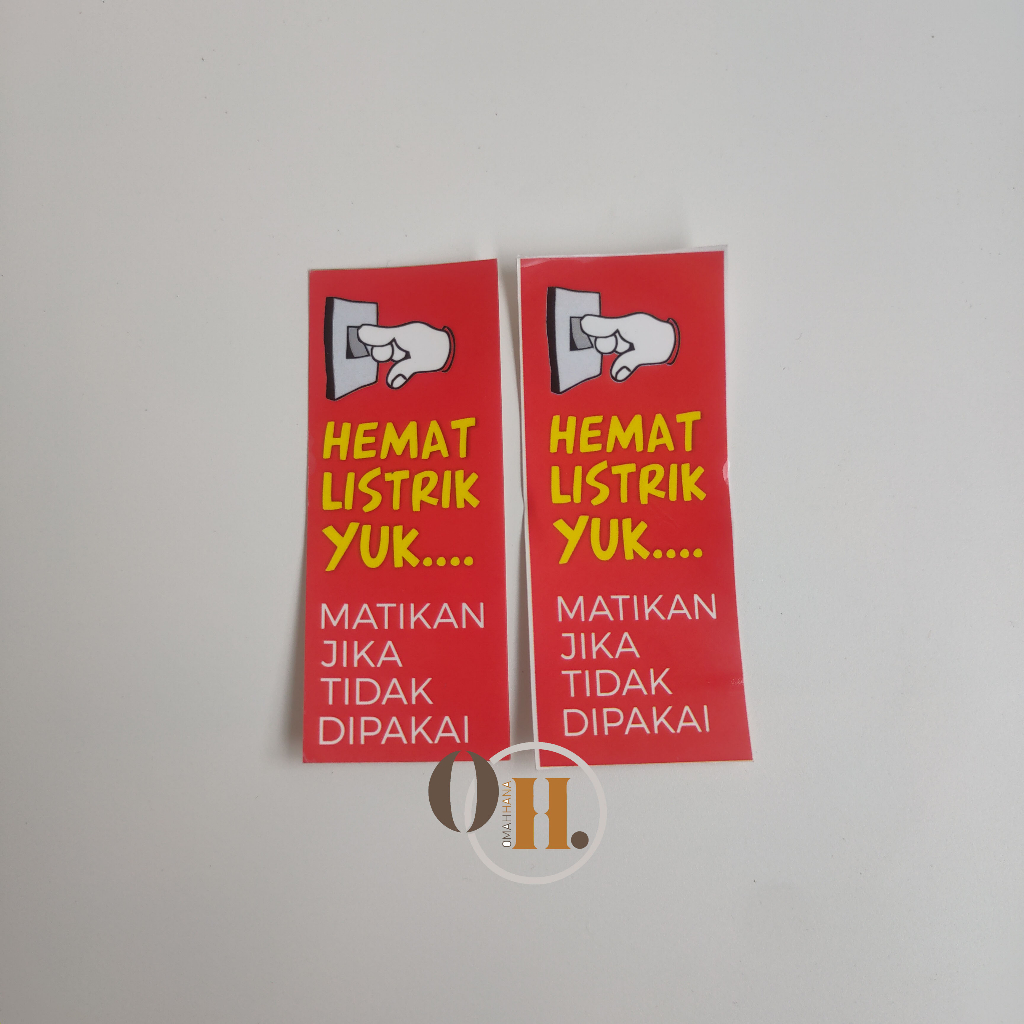 HEMAT
LISTRIK
YUK....
MATIKAN
JIKA
TIDAK
DIPAKAI
HEMAT
LISTRIK
YUK....
MATIKAN
JIKA
TIDAK
DIPAKAI
OH.
OMAHHANA